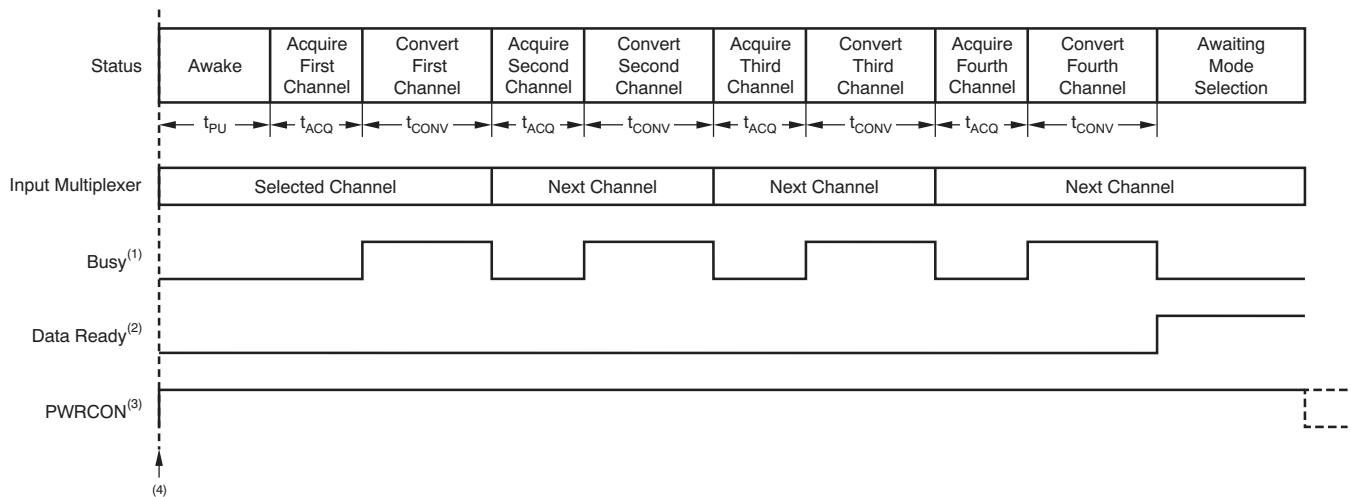 Status
Awake
Acquire
First
Channel
Convert
First
Channel
Acquire
Second
Channel
Convert
Second
Channel
Acquire
Third
Channel
Convert
Third
Channel
Acquire
Fourth
Channel
Convert
Fourth
Channel
Awaiting
Mode
Selection
tPU
tACQ
tCONV
tACQ
tCONV
tACQ
tCONV
tACQ
tCONV
Input Multiplexer
Selected Channel
Next Channel
Next Channel
Next Channel
Busy(1)
Data Ready(2)
PWRCON(3)
(4)